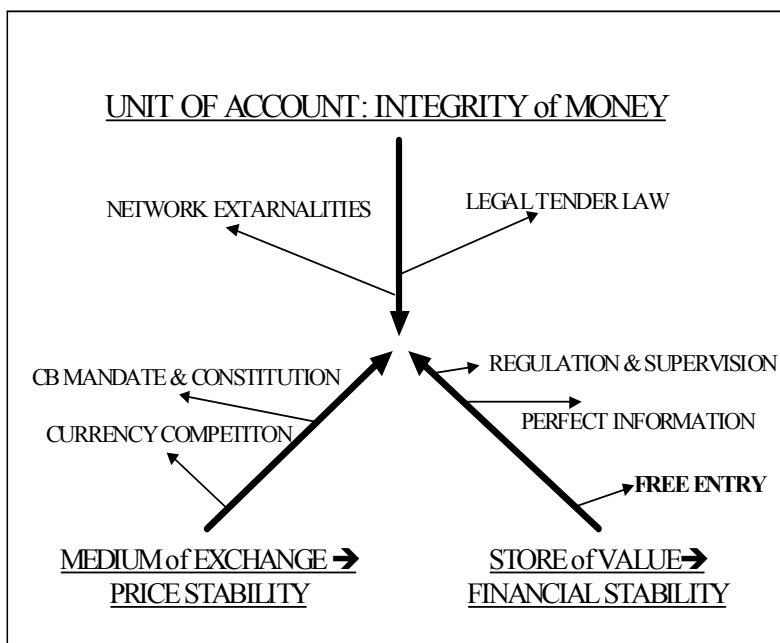 UNIT OF ACCOUNT: INTEGRITY of MONEY
NETWORK EXTARNALITIES
LEGAL TENDER LAW
CB MANDATE & CONSTITUTION
REGULATION & SUPERVISION
CURRENCY COMPETITON
PERFECT INFORMATION
FREE ENTRY
MEDIUM of EXCHANGE ➔
PRICE STABILITY
STORE of VALUE➔
FINANCIAL STABILITY